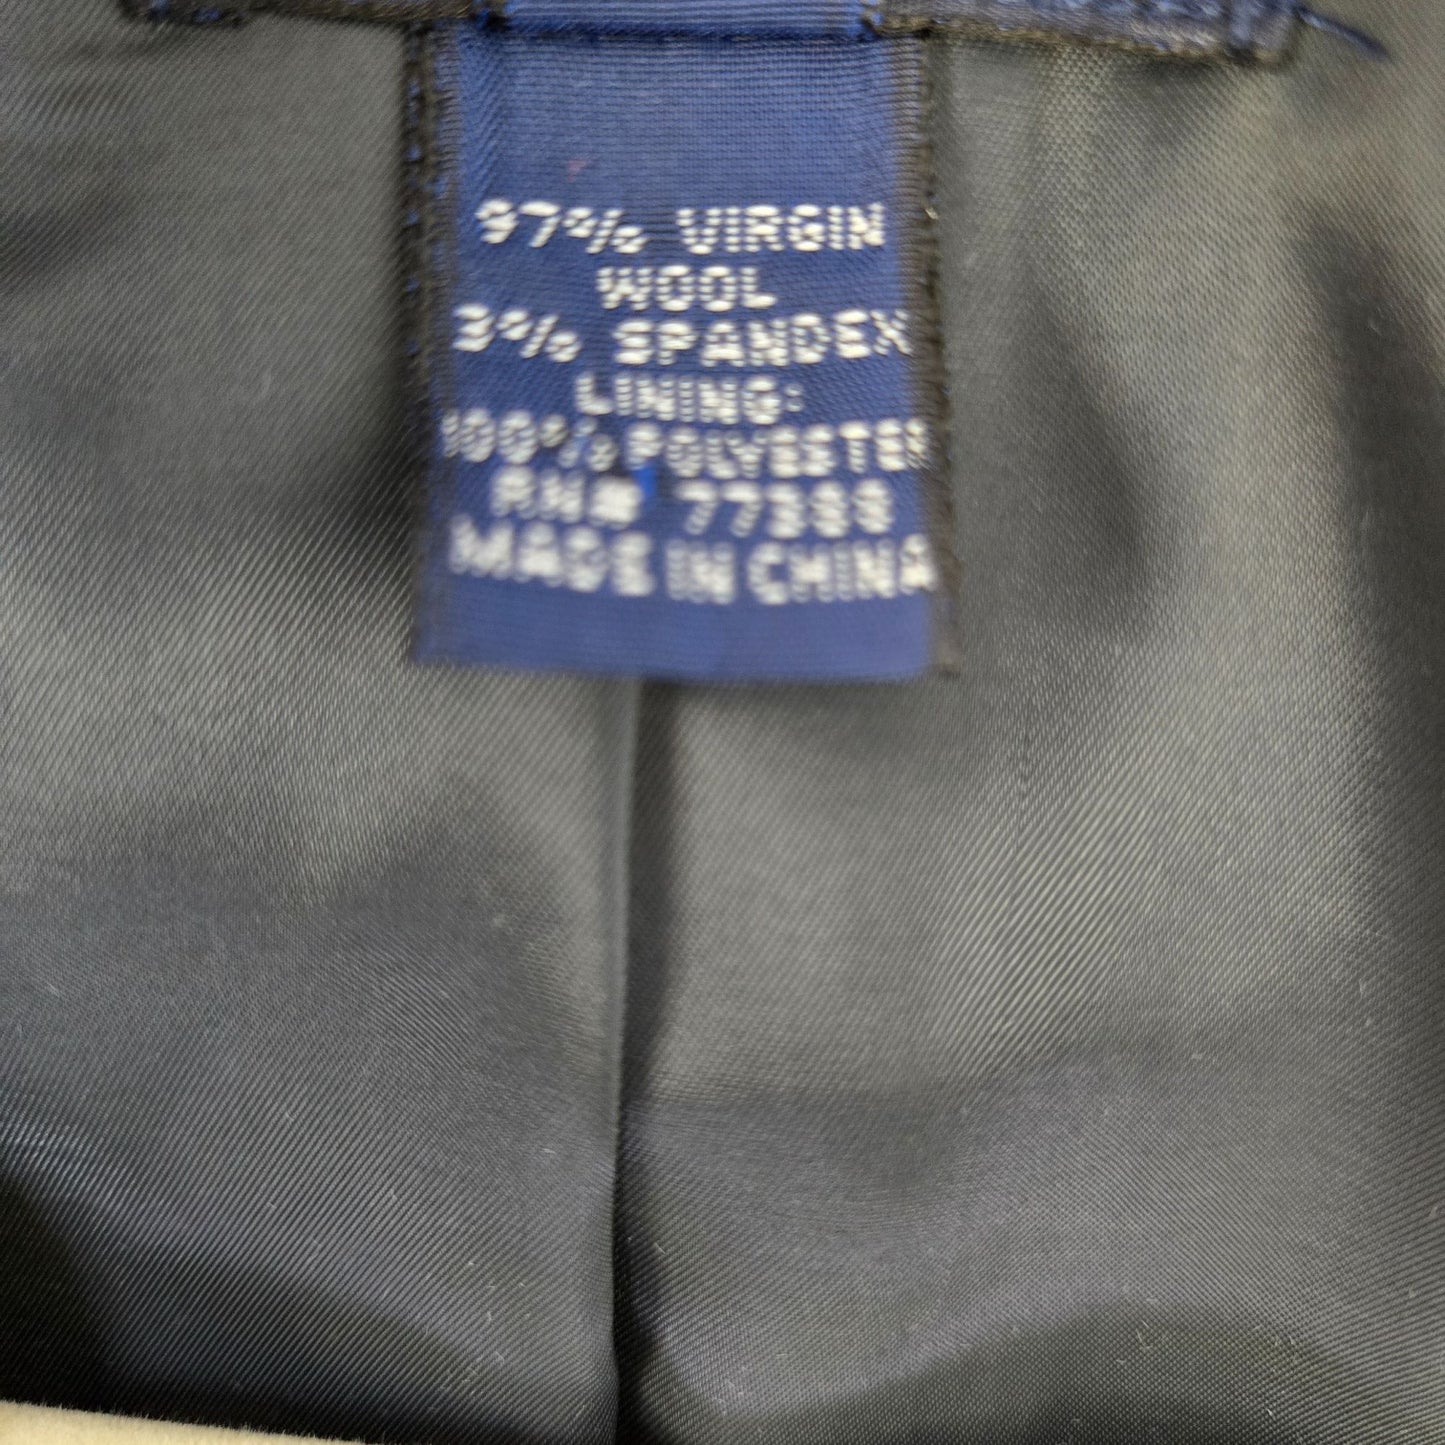 97% VIRGIN
WOOL
3% SPANDEX
LINING:
100% POLYESTER
RN# 77388
MADE IN CHINA